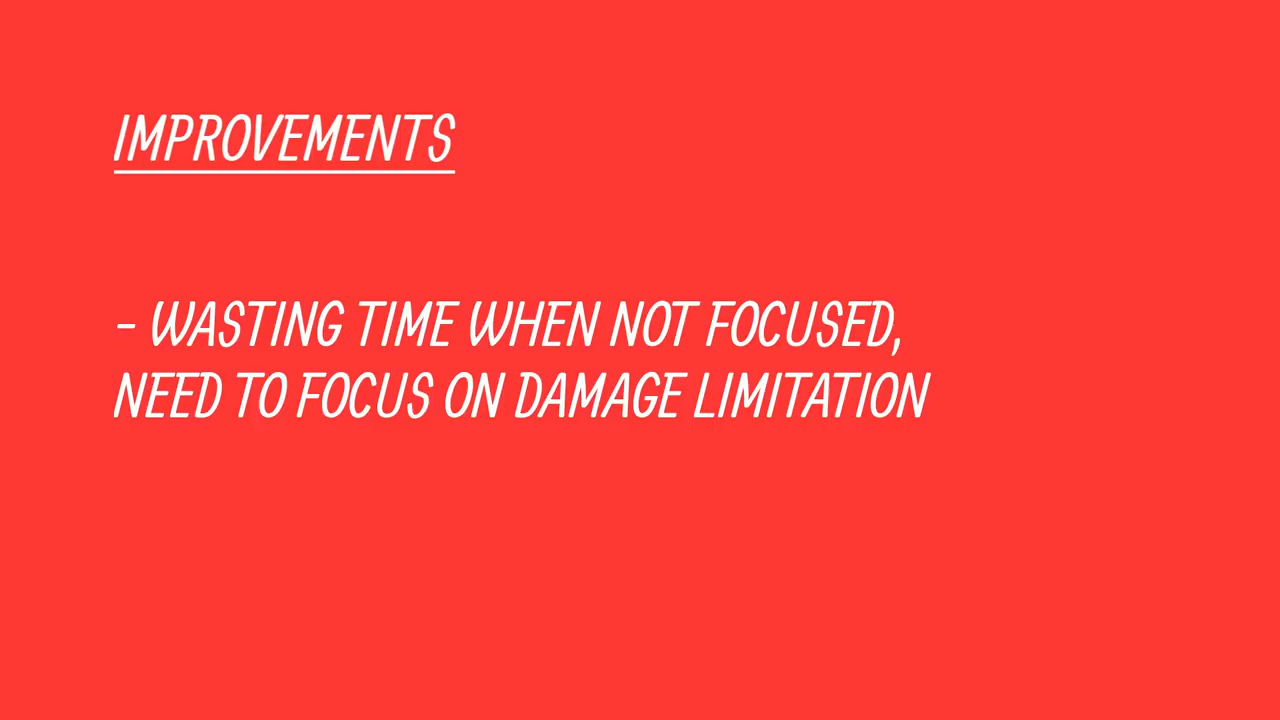 IMPROVEMENTS
- WASTING TIME WHEN NOT FOCUSED,
NEED TO FOCUS ON DAMAGE LIMITATION